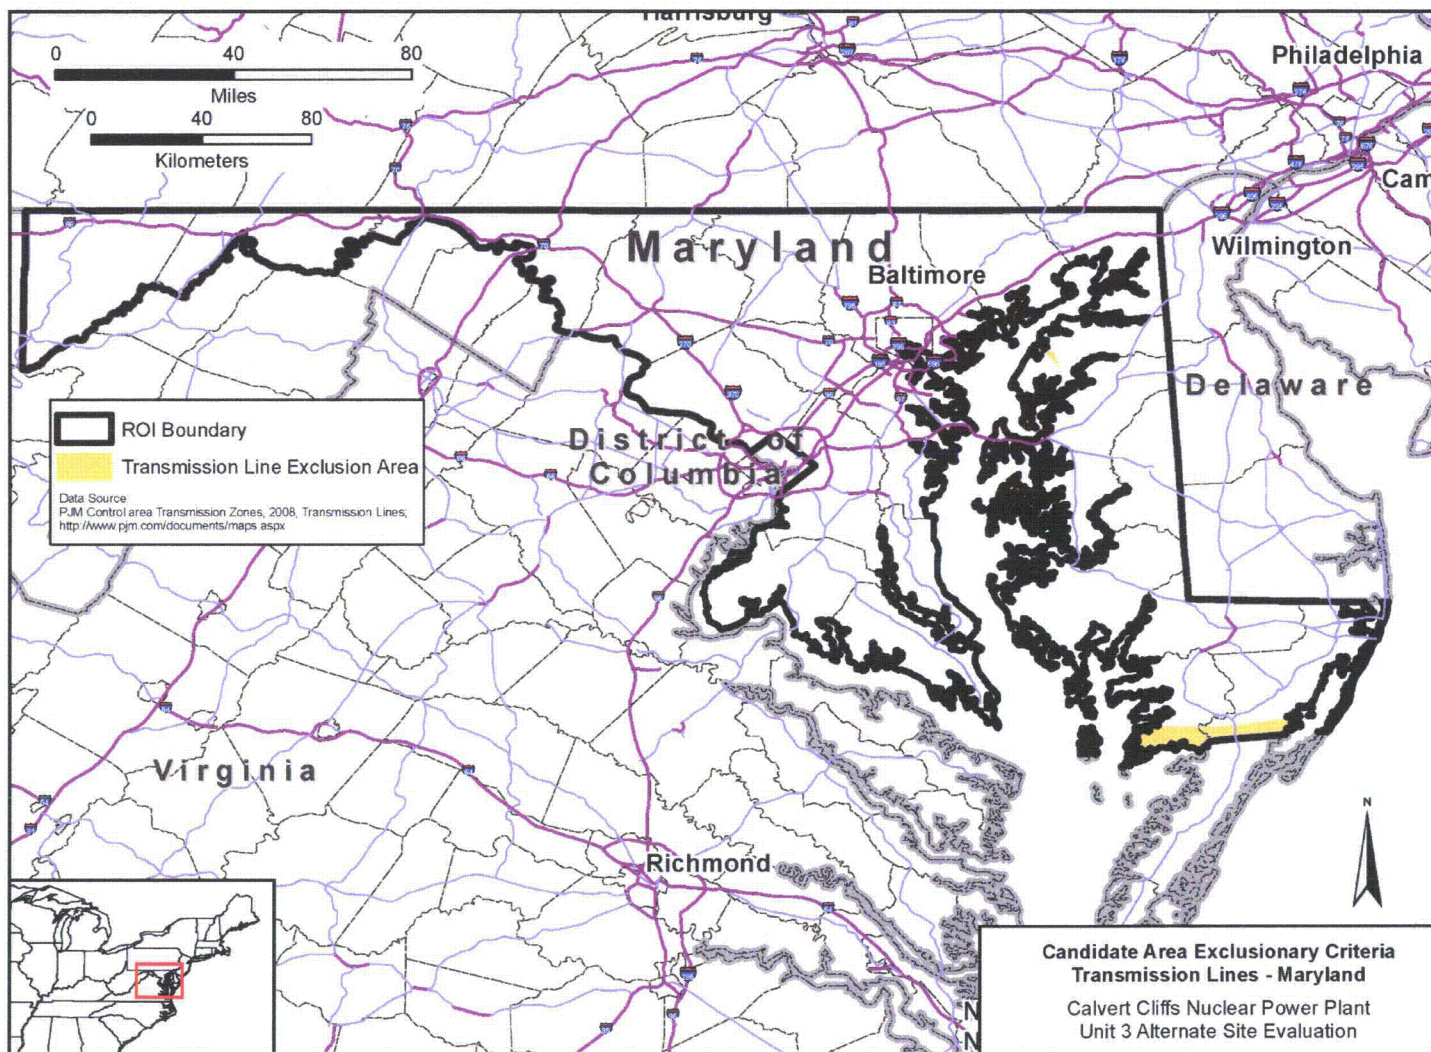 Harrisburg
0 40 80
Miles
0 40 80
Kilometers
Philadelphia
Cam
Wilmington
Maryland
Baltimore
Delaware
District of
Columbia
ROI Boundary
Transmission Line Exclusion Area
Data Source
PJM Control area Transmission Zones, 2008, Transmission Lines;
http://www.pjm.com/documents/maps.aspx
Virginia
Richmond
N
N
N
Candidate Area Exclusionary Criteria
Transmission Lines - Maryland
Calvert Cliffs Nuclear Power Plant
Unit 3 Alternate Site Evaluation